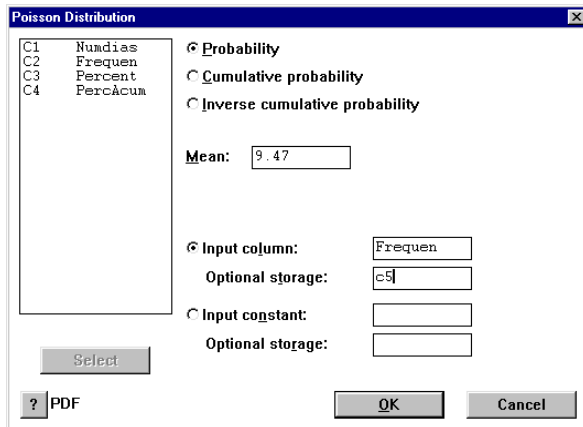 Poisson Distribution
C1 Numdias
C2 Frequen
C3 Percent
C4 PercAcum
Probability
Cumulative probability
Inverse cumulative probability
Mean: 9.47
Input column: Frequen
Optional storage: c5
Input constant:
Optional storage:
Select
? PDF
OK
Cancel